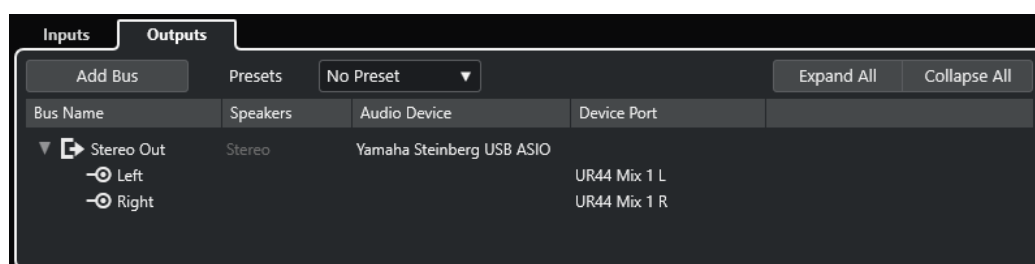 Inputs Outputs
Add Bus Presets No Preset Expand All Collapse All
Bus Name Speakers Audio Device Device Port
Stereo Out Stereo Yamaha Steinberg USB ASIO
Left UR44 Mix 1 L
Right UR44 Mix 1 R